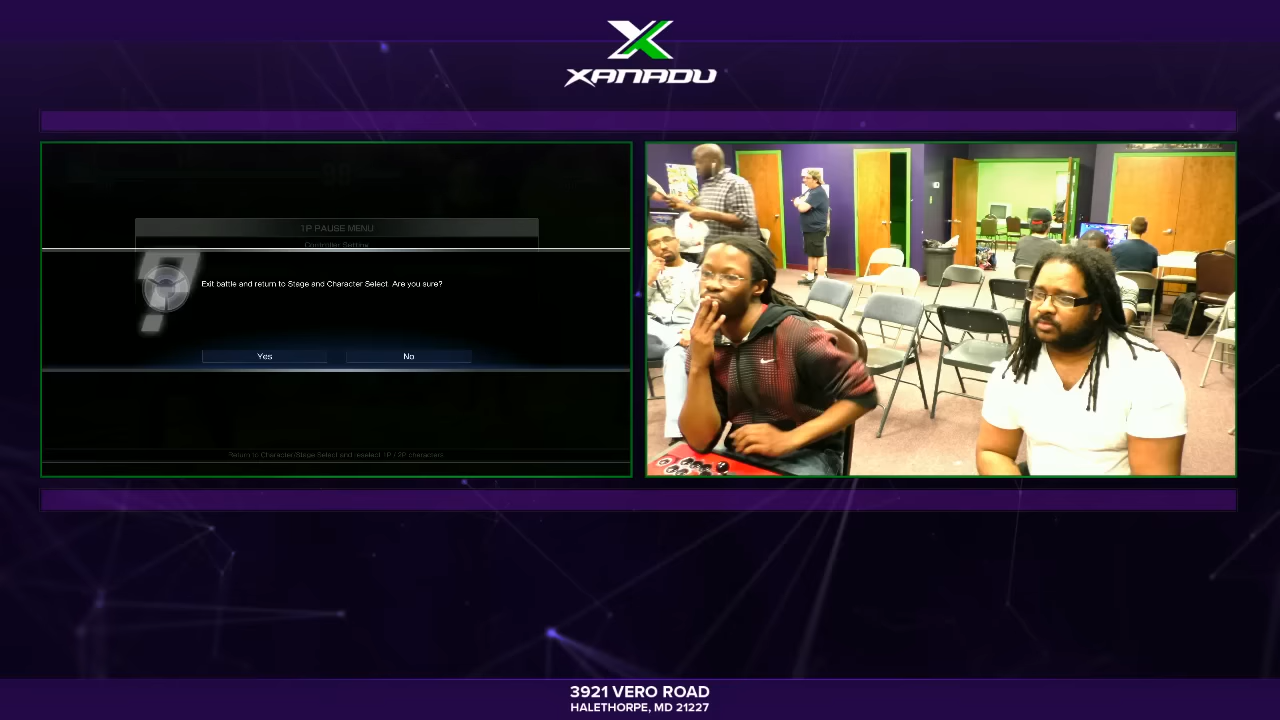 XANADU
1P PAUSE MENU
Controller Setting
Exit battle and return to Stage and Character Select. Are you sure?
Yes
No
Return to Character/Stage Select and reselect 1P / 2P characters
3921 VERO ROAD
HALETHORPE, MD 21227